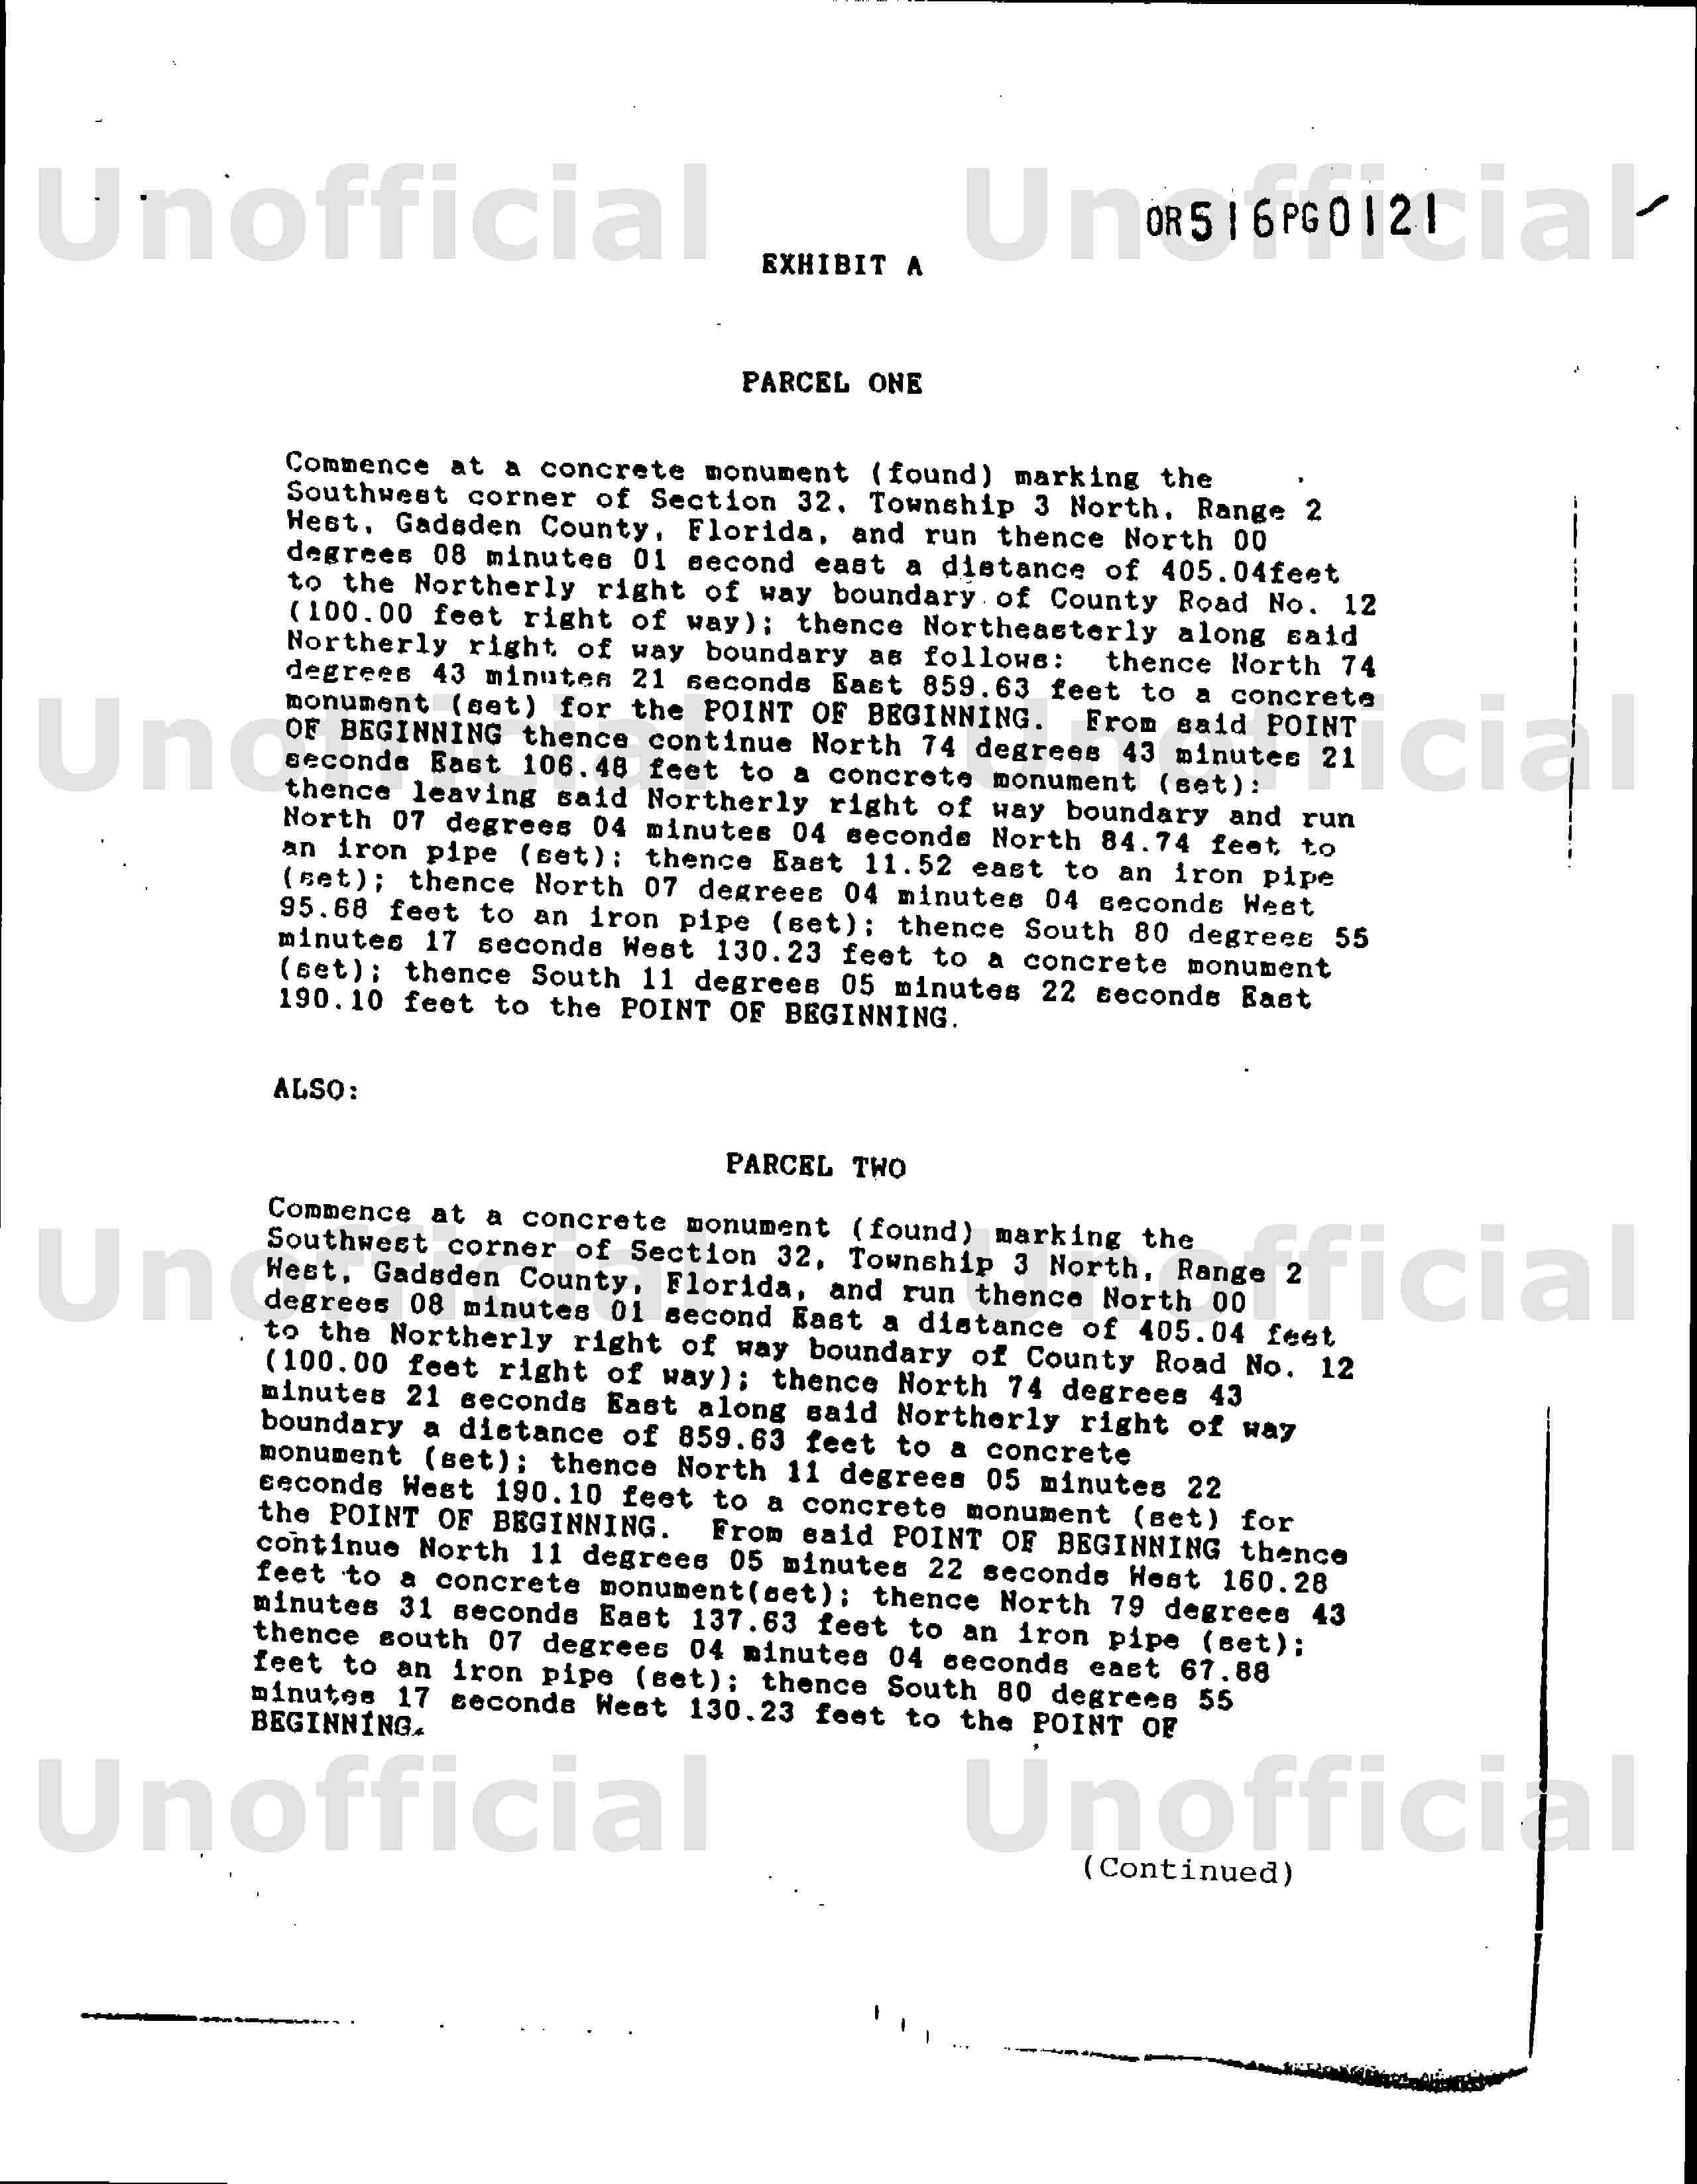 Unofficial Unofficial
OR516PG0121
EXHIBIT A
PARCEL ONE
Commence at a concrete monument (found) marking the
Southwest corner of Section 32, Township 3 North, Range 2
West, Gadsden County, Florida, and run thence North 00
degrees 08 minutes 01 second east a distance of 405.04feet
to the Northerly right of way boundary of County Road No. 12
(100.00 feet right of way); thence Northeasterly along said
Northerly right of way boundary as follows: thence North 74
degrees 43 minutes 21 seconds East 859.63 feet to a concrete
monument (set) for the POINT OF BEGINNING. From said POINT
OF BEGINNING thence continue North 74 degrees 43 minutes 21
seconds East 106.48 feet to a concrete monument (set);
thence leaving said Northerly right of way boundary and run
North 07 degrees 04 minutes 04 seconds North 84.74 feet to
an iron pipe (set); thence East 11.52 east to an iron pipe
(set); thence North 07 degrees 04 minutes 04 seconds West
95.68 feet to an iron pipe (set); thence South 80 degrees 55
minutes 17 seconds West 130.23 feet to a concrete monument
(set); thence South 11 degrees 05 minutes 22 seconds East
190.10 feet to the POINT OF BEGINNING.
Unofficial Unofficial
ALSO:
PARCEL TWO
Commence at a concrete monument (found) marking the
Southwest corner of Section 32, Township 3 North, Range 2
West, Gadsden County, Florida, and run thence North 00
degrees 08 minutes 01 second East a distance of 405.04 feet
to the Northerly right of way boundary of County Road No. 12
(100.00 feet right of way); thence North 74 degrees 43
minutes 21 seconds East along said Northerly right of way
boundary a distance of 859.63 feet to a concrete
monument (set); thence North 11 degrees 05 minutes 22
seconds West 190.10 feet to a concrete monument (set) for
the POINT OF BEGINNING. From said POINT OF BEGINNING thence
continue North 11 degrees 05 minutes 22 seconds West 160.28
feet to a concrete monument(set); thence North 79 degrees 43
minutes 31 seconds East 137.63 feet to an iron pipe (set);
thence south 07 degrees 04 minutes 04 seconds east 67.88
feet to an iron pipe (set); thence South 80 degrees 55
minutes 17 seconds West 130.23 feet to the POINT OF
BEGINNING.
Unofficial Unofficial
Unofficial Unofficial
(Continued)